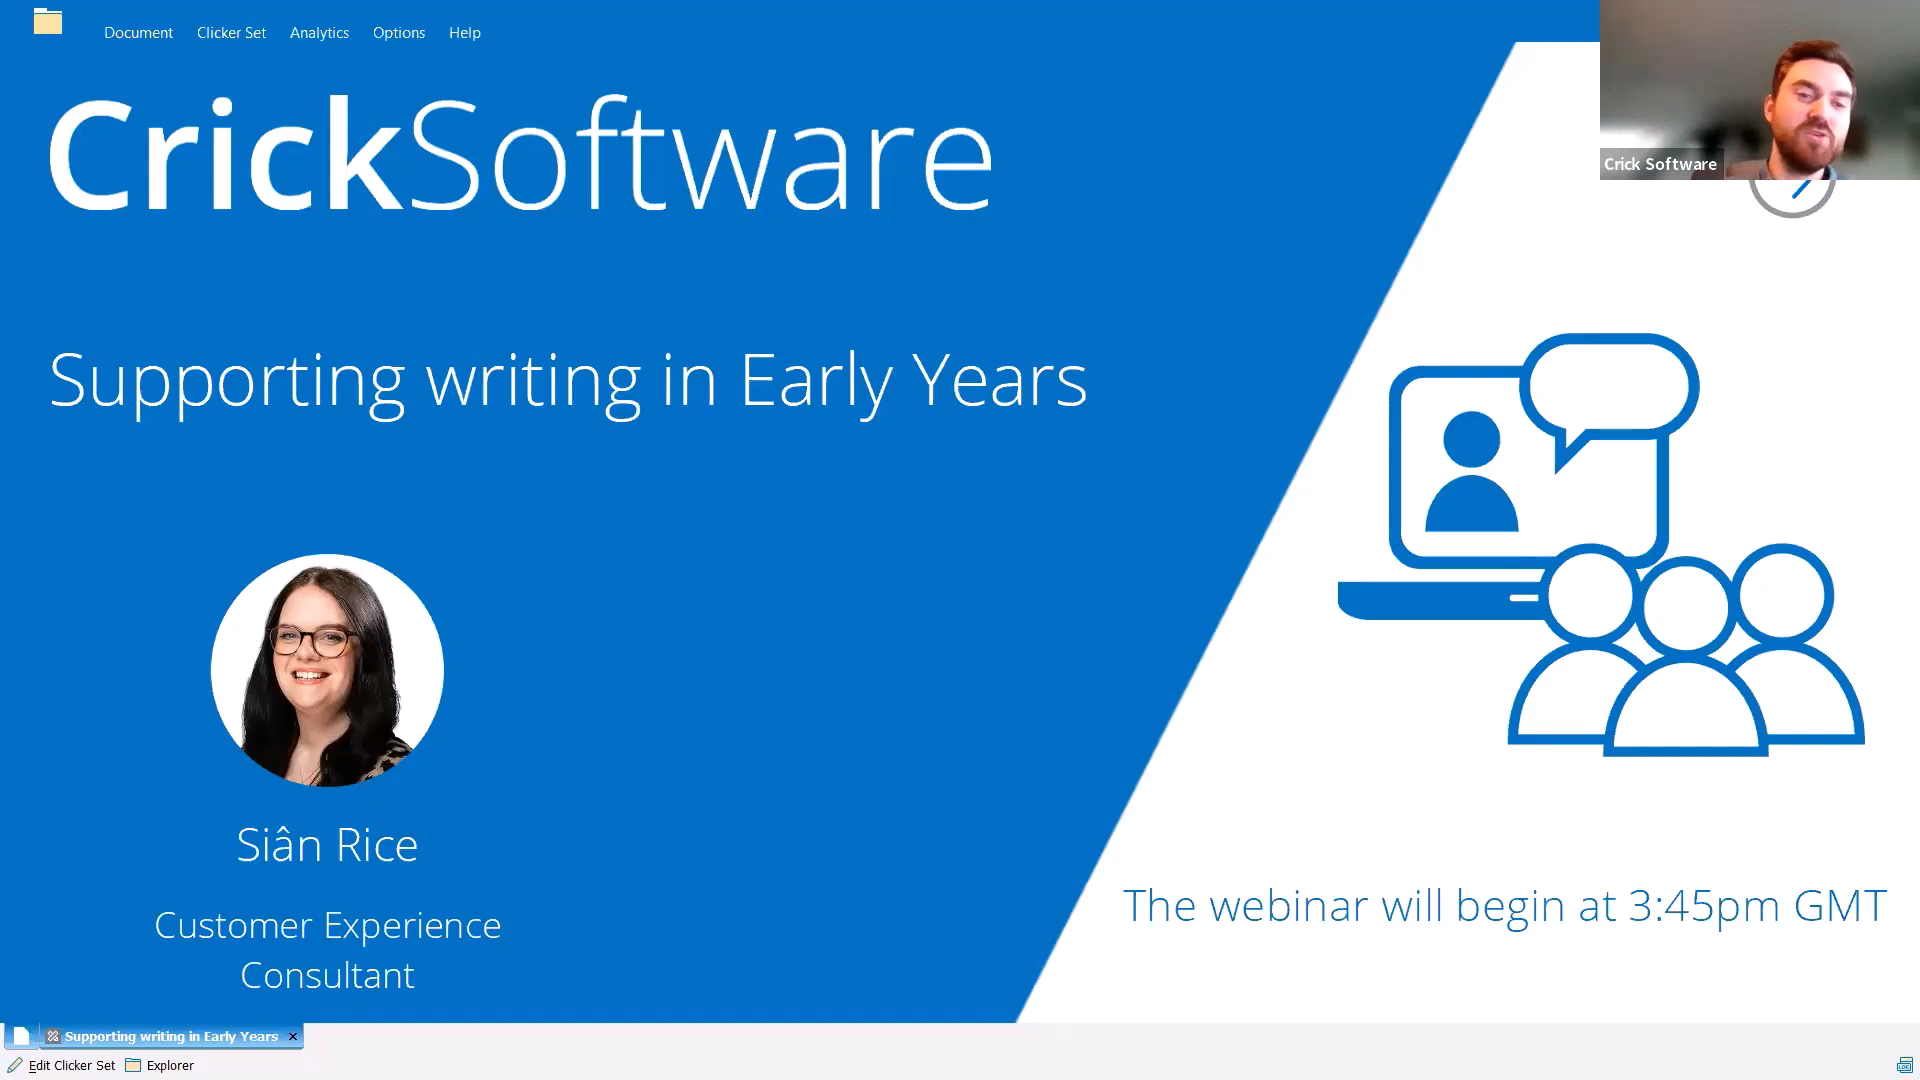 Document Clicker Set Analytics Options Help
CrickSoftware
Crick Software
Supporting writing in Early Years
Siân Rice
Customer Experience
Consultant
The webinar will begin at 3:45pm GMT
Supporting writing in Early Years
Edit Clicker Set Explorer